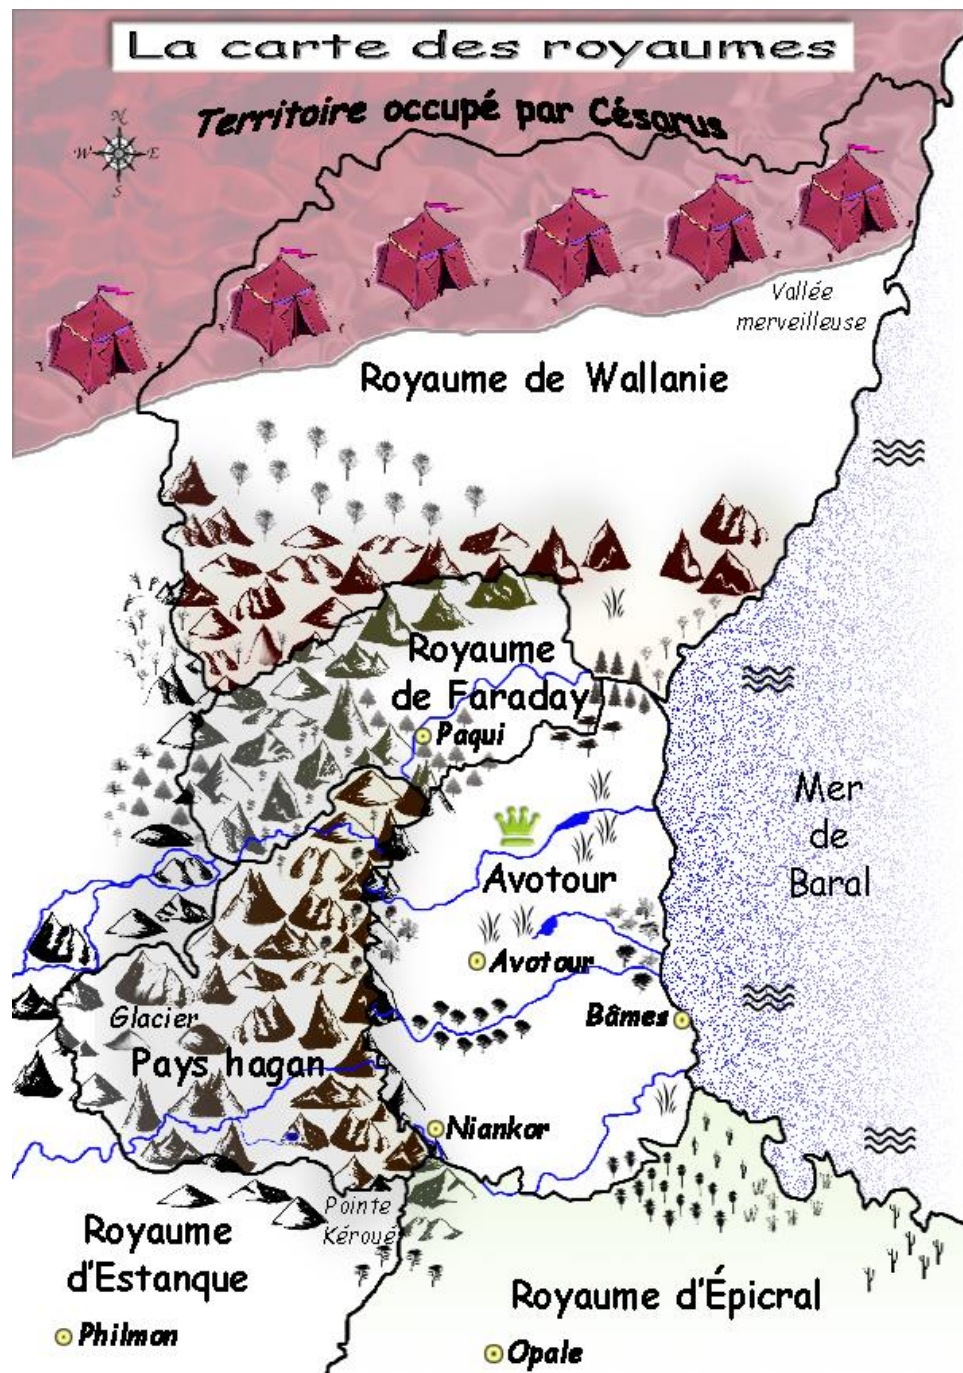 La carte des royaumes
Territoire occupé par Césarus
N
W
E
S
Vallée
merveilleuse
Royaume de Wallanie
Royaume
de Faraday
Paqui
Mer
de
Baral
Avotour
Avotour
Glacier
Bâmes
Pays hagan
Niankor
Pointe
Kéroué
Royaume
d'Estanque
Royaume d'Épicral
Philmon
Opale